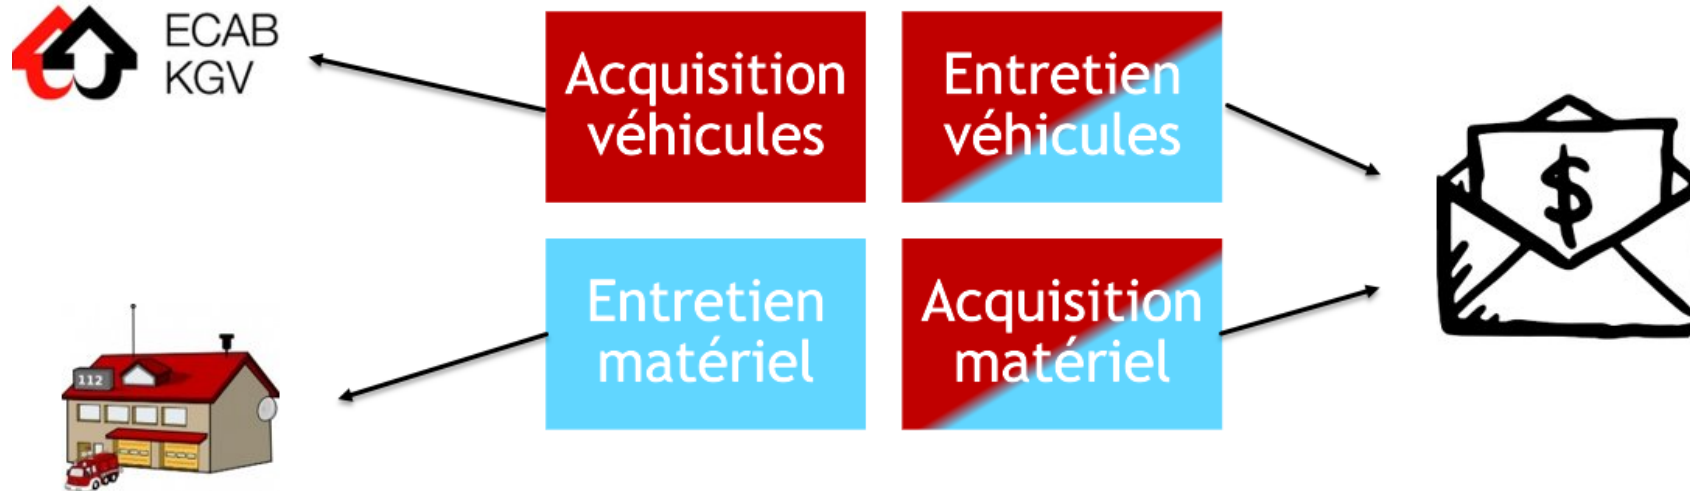 ECAB
KGV
Acquisition
véhicules
Entretien
véhicules
Entretien
matériel
Acquisition
matériel
$
112